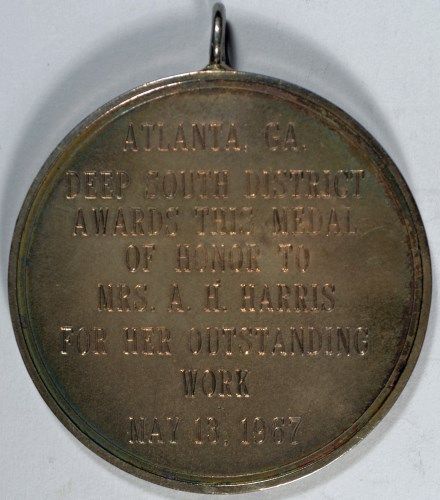 ATLANTA, GA.
DEEP SOUTH DISTRICT
AWARDS THIS MEDAL
OF HONOR TO
MRS. A. H. HARRIS
FOR HER OUTSTANDING
WORK
MAY 13, 1967